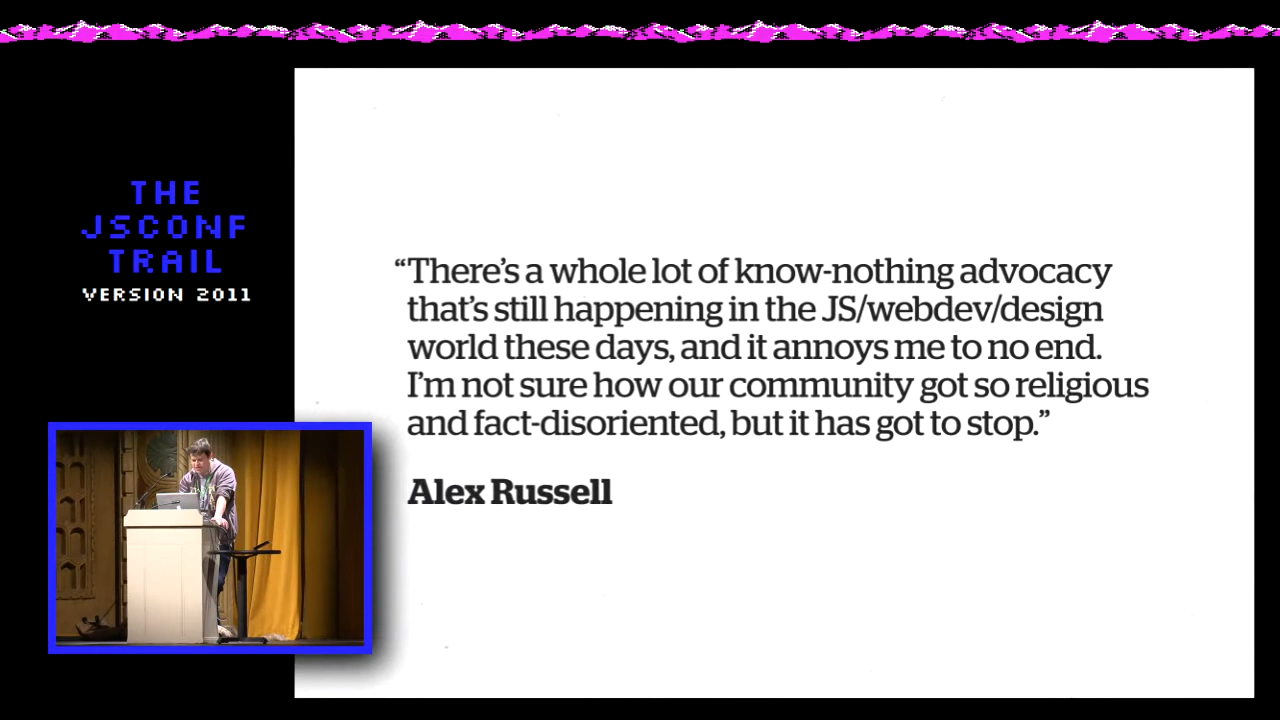 THE
JSCONF
TRAIL
VERSION 2011
“There’s a whole lot of know-nothing advocacy
that’s still happening in the JS/webdev/design
world these days, and it annoys me to no end.
I’m not sure how our community got so religious
and fact-disoriented, but it has got to stop.”
Alex Russell